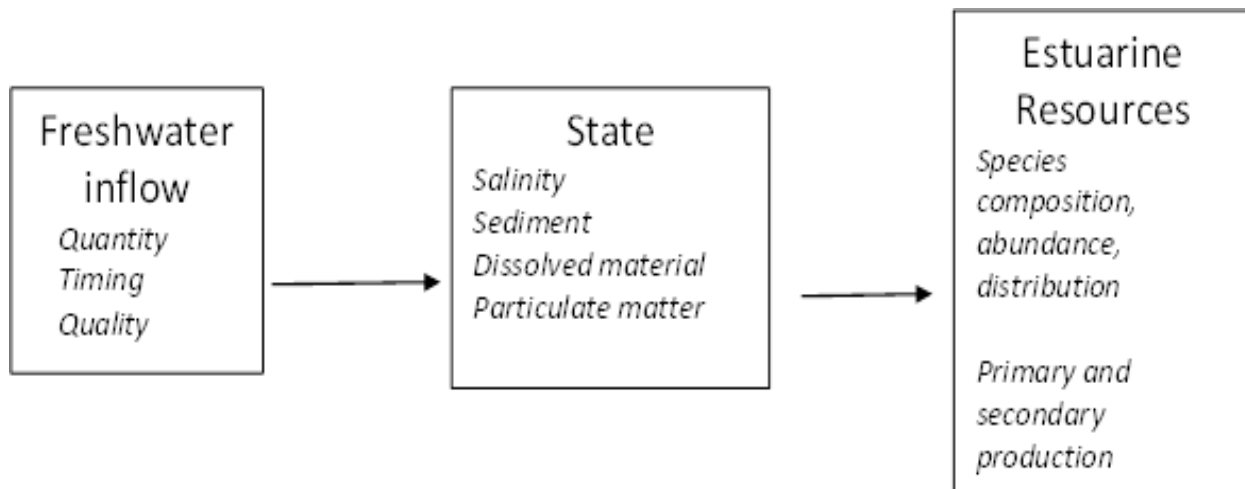 Freshwater
inflow
Quantity
Timing
Quality
State
Salinity
Sediment
Dissolved material
Particulate matter
Estuarine
Resources
Species
composition,
abundance,
distribution
Primary and
secondary
production